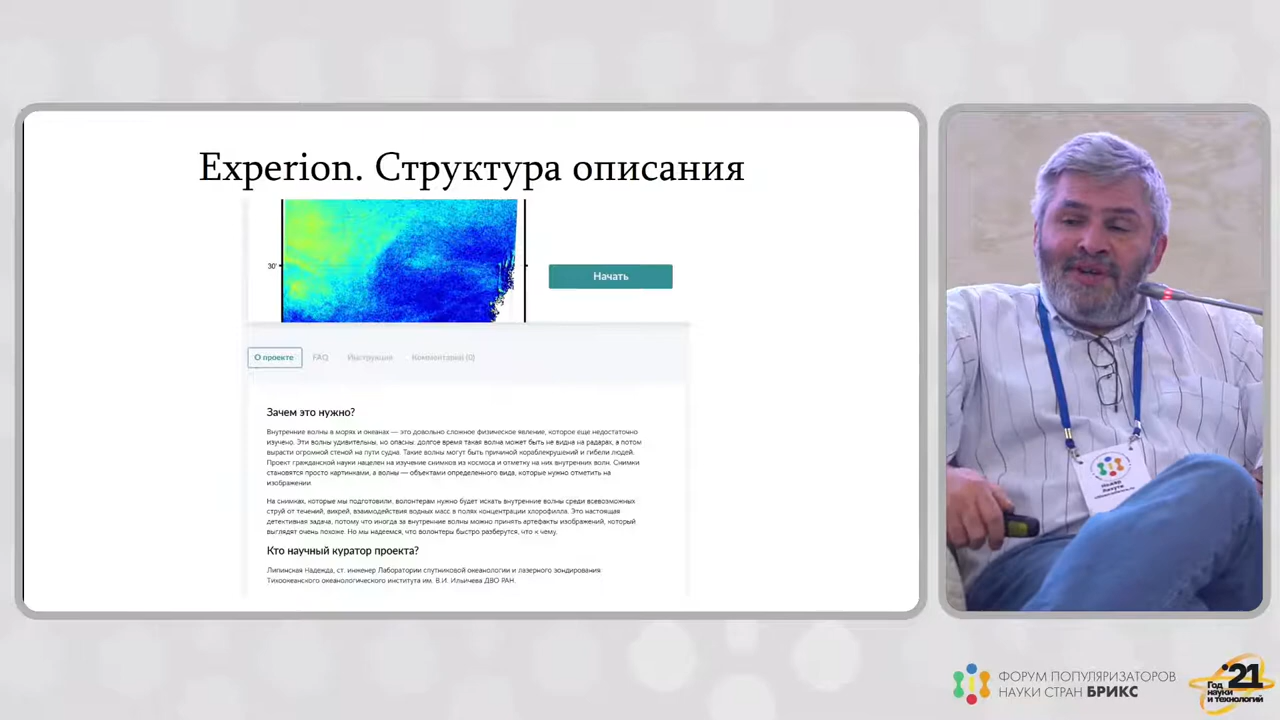 Experion. Структура описания
30'
Начать
О проекте FAQ Инструкция Комментарии (0)
Зачем это нужно?
Внутренние волны в морях и океанах — это довольно сложное физическое явление, которое еще недостаточно
изучено. Эти волны удивительны, но опасны: долгое время такая волна может быть не видна на радарах, а потом
вырасти огромной стеной на пути судна. Такие волны могут быть причиной кораблекрушений и гибели людей.
Проект гражданской науки нацелен на изучение снимков из космоса и отметку на них внутренних волн. Снимки
становятся просто картинками, а волны — объектами определенного вида, которые нужно отметить на
изображении.
На снимках, которые мы подготовили, волонтерам нужно будет искать внутренние волны среди всевозможных
струй от течений, вихрей, взаимодействия водных масс в полях концентрации хлорофилла. Это настоящая
детективная задача, потому что иногда за внутренние волны можно принять артефакты изображений, который
выглядят очень похоже. Но мы надеемся, что волонтеры быстро разберутся, что к чему.
Кто научный куратор проекта?
Липинская Надежда, ст. инженер Лаборатории спутниковой океанологии и лазерного зондирования
Тихоокеанского океанологического института им. В.И. Ильичева ДВО РАН.
ФОРУМ ПОПУЛЯРИЗАТОРОВ
НАУКИ СТРАН БРИКС
21
Год
науки
и технологий